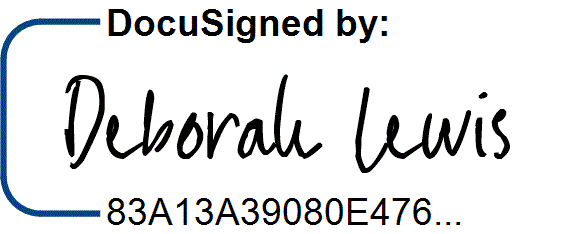 DocuSigned by:
Deborah Lewis
83A13A39080E476...